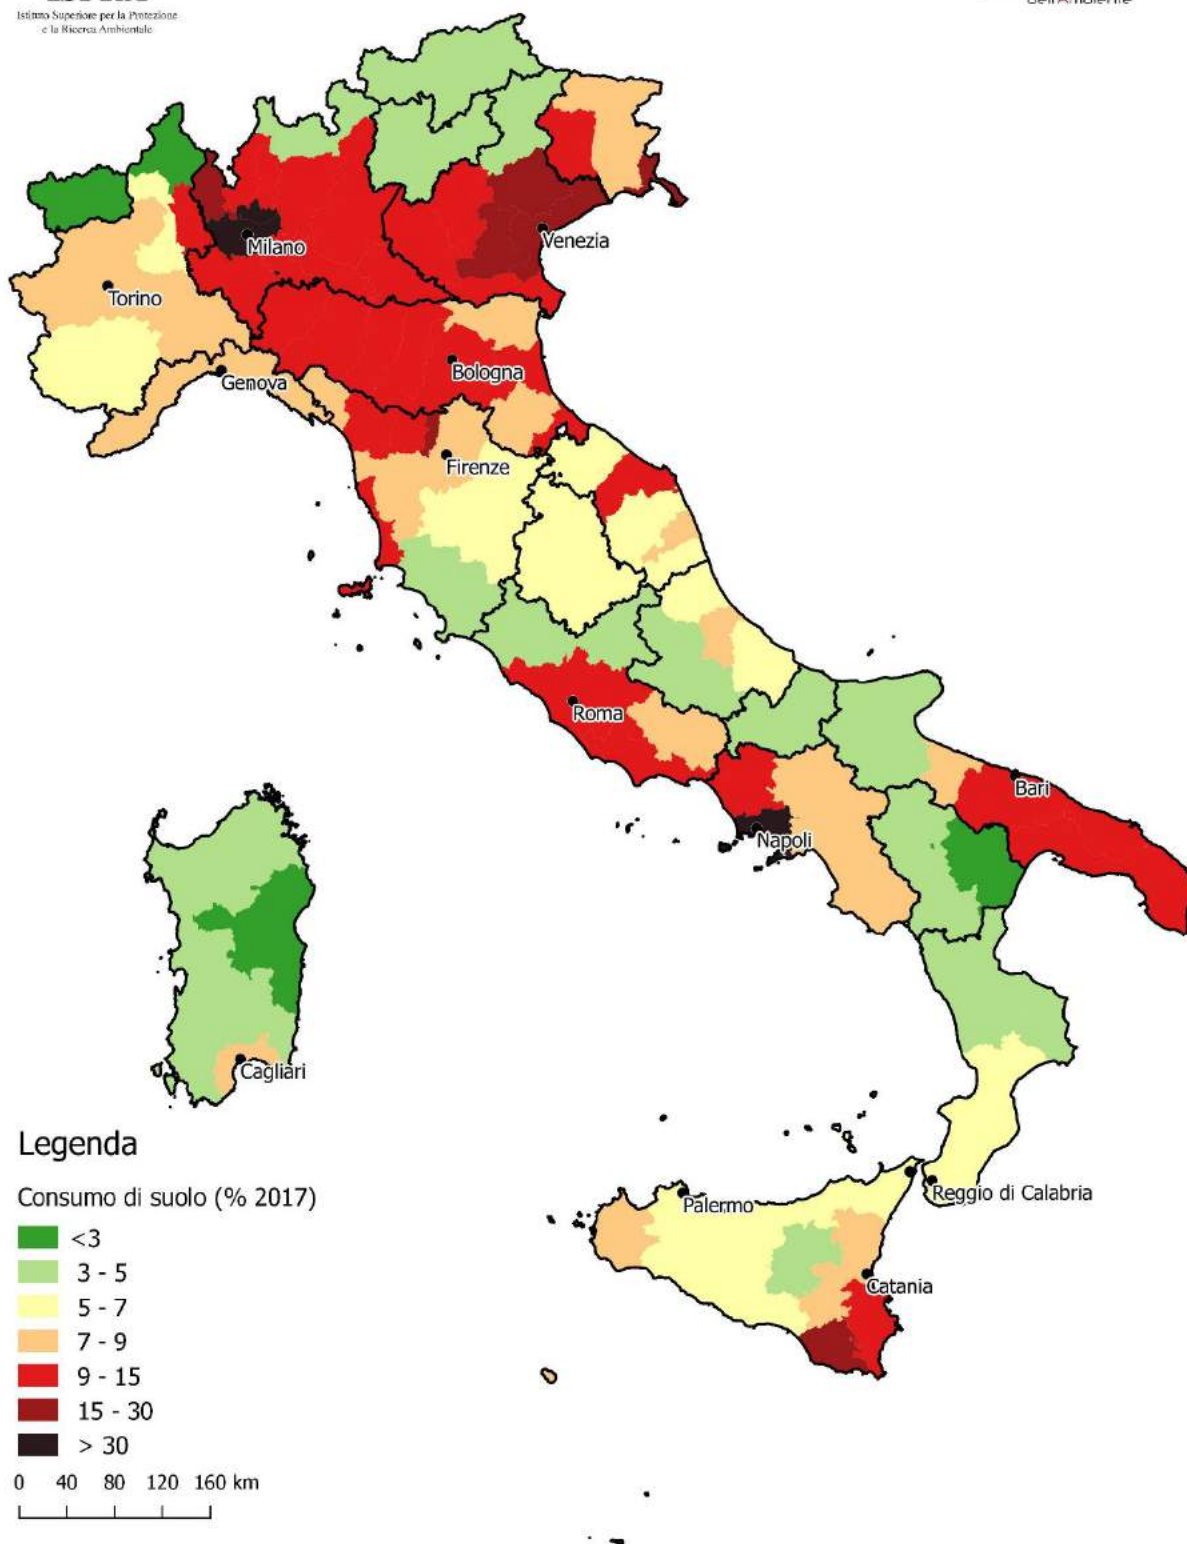 Istituto Superiore per la Protezione
e la Ricerca Ambientale
dell'Ambiente
Milano
Venezia
Torino
Bologna
Genova
Firenze
Roma
Bari
Napoli
Cagliari
Legenda
Consumo di suolo (% 2017)
Reggio di Calabria
Palermo
<3
3 - 5
5 - 7
Catania
7 - 9
9 - 15
15 - 30
> 30
0 40 80 120 160 km